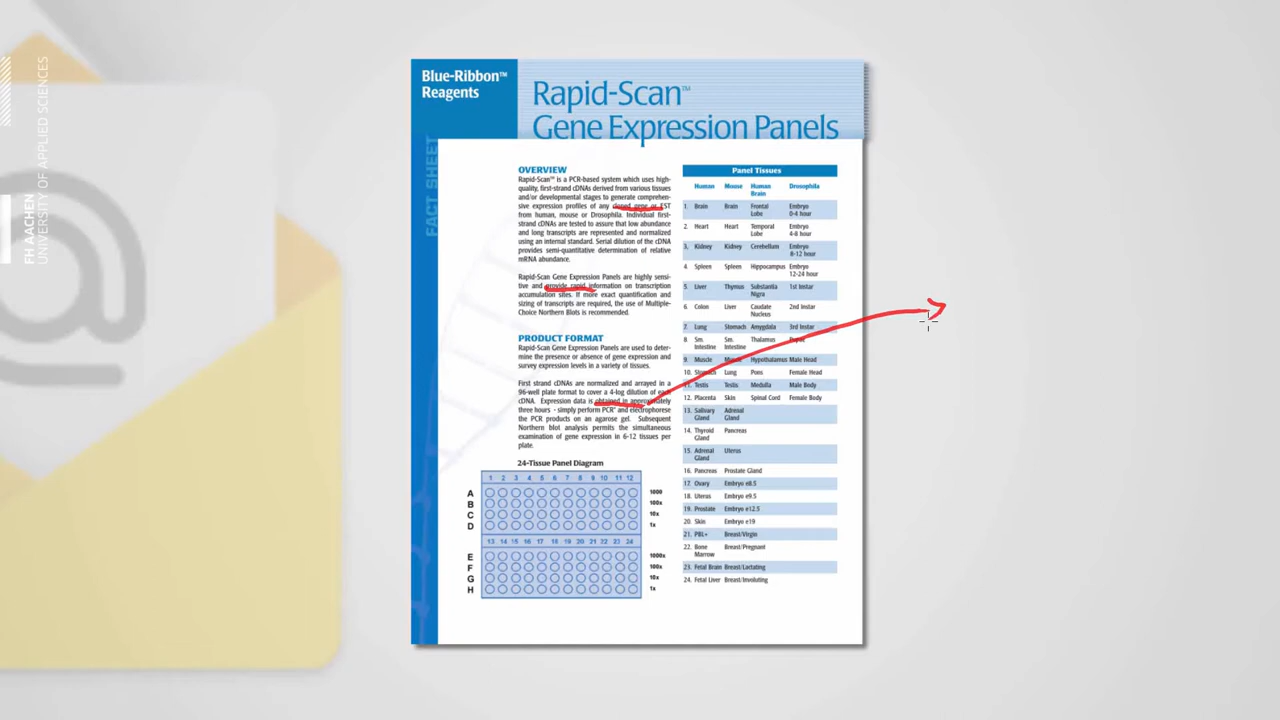 FH AACHEN
UNIVERSITY OF APPLIED SCIENCES
Blue-Ribbon™
Reagents
Rapid-Scan™
Gene Expression Panels
FACT SHEET
OVERVIEW
Rapid-Scan™ is a PCR-based system which uses high-
quality, first-strand cDNAs derived from various tissues
and/or developmental stages to generate comprehen-
sive expression profiles of any cloned gene or EST
from human, mouse or Drosophila. Individual first-
strand cDNAs are tested to assure that low abundance
and long transcripts are represented and normalized
using an internal standard. Serial dilution of the cDNA
provides semi-quantitative determination of relative
mRNA abundance.
Rapid-Scan Gene Expression Panels are highly sensi-
tive and provide rapid information on transcription
accumulation sites. If more exact quantification and
sizing of transcripts are required, the use of Multiple-
Choice Northern Blots is recommended.
PRODUCT FORMAT
Rapid-Scan Gene Expression Panels are used to deter-
mine the presence or absence of gene expression and
survey expression levels in a variety of tissues.
First strand cDNAs are normalized and arrayed in a
96-well plate format to cover a 4-log dilution of each
cDNA. Expression data is obtained in approximately
three hours - simply perform PCR* and electrophorese
the PCR products on an agarose gel. Subsequent
Northern blot analysis permits the simultaneous
examination of gene expression in 6-12 tissues per
plate.
24-Tissue Panel Diagram
1 2 3 4 5 6 7 8 9 10 11 12
A 1000
B 100x
C 10x
D 1x
13 14 15 16 17 18 19 20 21 22 23 24
E 1000x
F 100x
G 10x
H 1x
Panel Tissues
Human Mouse Human Drosophila
Brain
1. Brain Brain Frontal Embryo
Lobe 0-4 hour
2. Heart Heart Temporal Embryo
Lobe 4-8 hour
3. Kidney Kidney Cerebellum Embryo
8-12 hour
4. Spleen Spleen Hippocampus Embryo
12-24 hour
5. Liver Thymus Substantia 1st Instar
Nigra
6. Colon Liver Caudate 2nd Instar
Nucleus
7. Lung Stomach Amygdala 3rd Instar
8 Sm. Sm. Thalamus
Intestine Intestine
9. Muscle Muscle Hypothalamus Male Head
10. Stomach Lung Pons Female Head
11. Testis Testis Medulla Male Body
12. Placenta Skin Spinal Cord Female Body
13. Salivary Adrenal
Gland Gland
14. Thyroid Pancreas
Gland
15. Adrenal Uterus
Gland
16. Pancreas Prostate Gland
17. Ovary Embryo e8.5
18. Uterus Embryo e9.5
19. Prostate Embryo e12.5
20. Skin Embryo e19
21. PBL+ Breast/Virgin
22. Bone Breast/Pregnant
Marrow
23. Fetal Brain Breast/Lactating
24. Fetal Liver Breast/Involuting